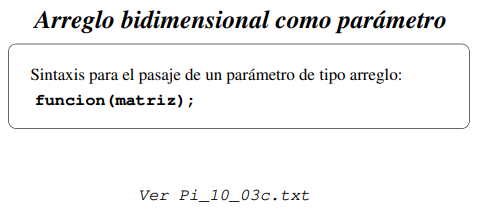 Arreglo bidimensional como parámetro
Sintaxis para el pasaje de un parámetro de tipo arreglo:
funcion(matriz);
Ver Pi_10_03c.txt